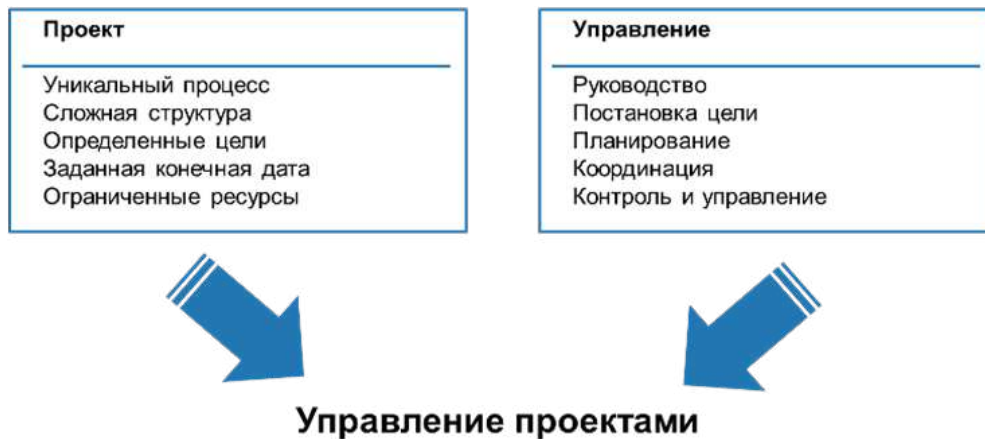 Проект
Уникальный процесс
Сложная структура
Определенные цели
Заданная конечная дата
Ограниченные ресурсы
Управление
Руководство
Постановка цели
Планирование
Координация
Контроль и управление
Управление проектами